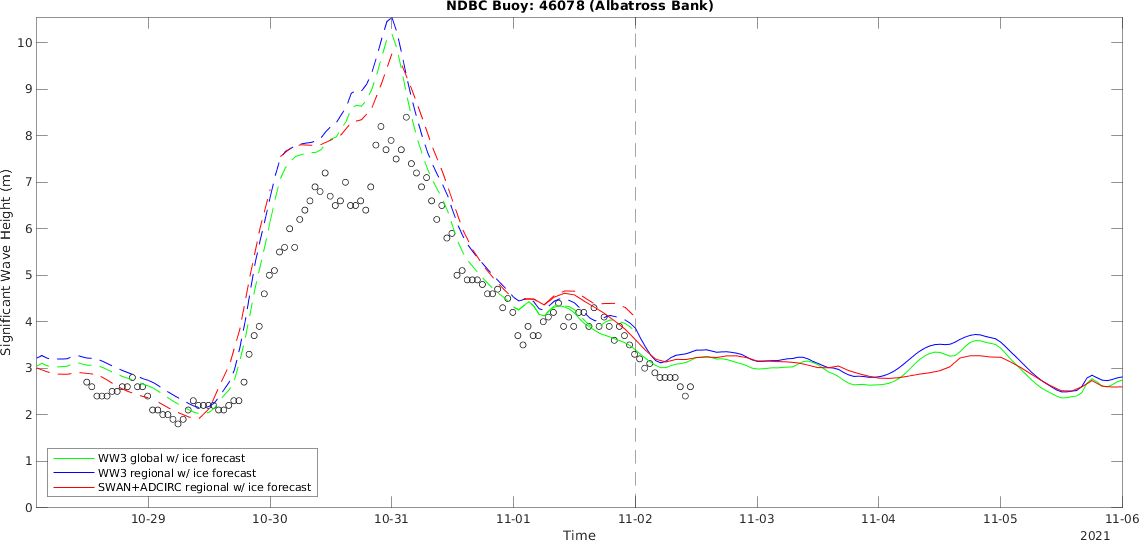 NDBC Buoy: 46078 (Albatross Bank)
Significant Wave Height (m)
10
9
8
7
6
5
4
3
2
1
0
WW3 global w/ ice forecast
WW3 regional w/ ice forecast
SWAN+ADCIRC regional w/ ice forecast
10-29 10-30 10-31 11-01 11-02 11-03 11-04 11-05 11-06
Time
2021